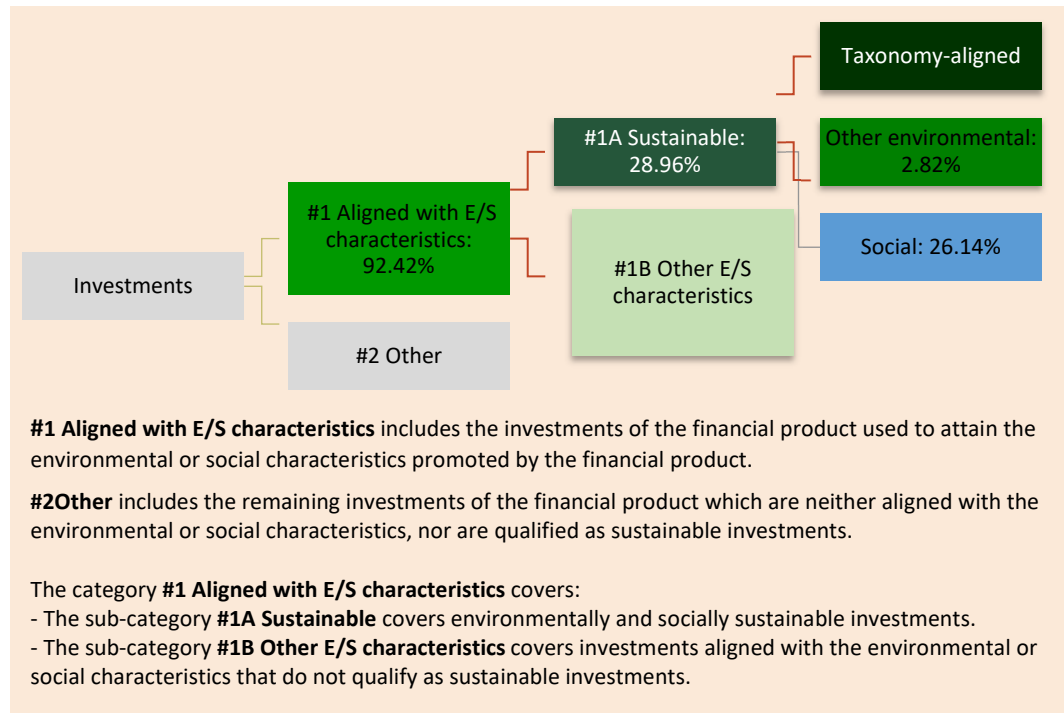 Taxonomy-aligned
#1A Sustainable:
28.96%
Other environmental:
2.82%
#1 Aligned with E/S
characteristics:
92.42%
Social: 26.14%
#1B Other E/S
characteristics
Investments
#2 Other
#1 Aligned with E/S characteristics includes the investments of the financial product used to attain the
environmental or social characteristics promoted by the financial product.
#2Other includes the remaining investments of the financial product which are neither aligned with the
environmental or social characteristics, nor are qualified as sustainable investments.
The category #1 Aligned with E/S characteristics covers:
- The sub-category #1A Sustainable covers environmentally and socially sustainable investments.
- The sub-category #1B Other E/S characteristics covers investments aligned with the environmental or
social characteristics that do not qualify as sustainable investments.